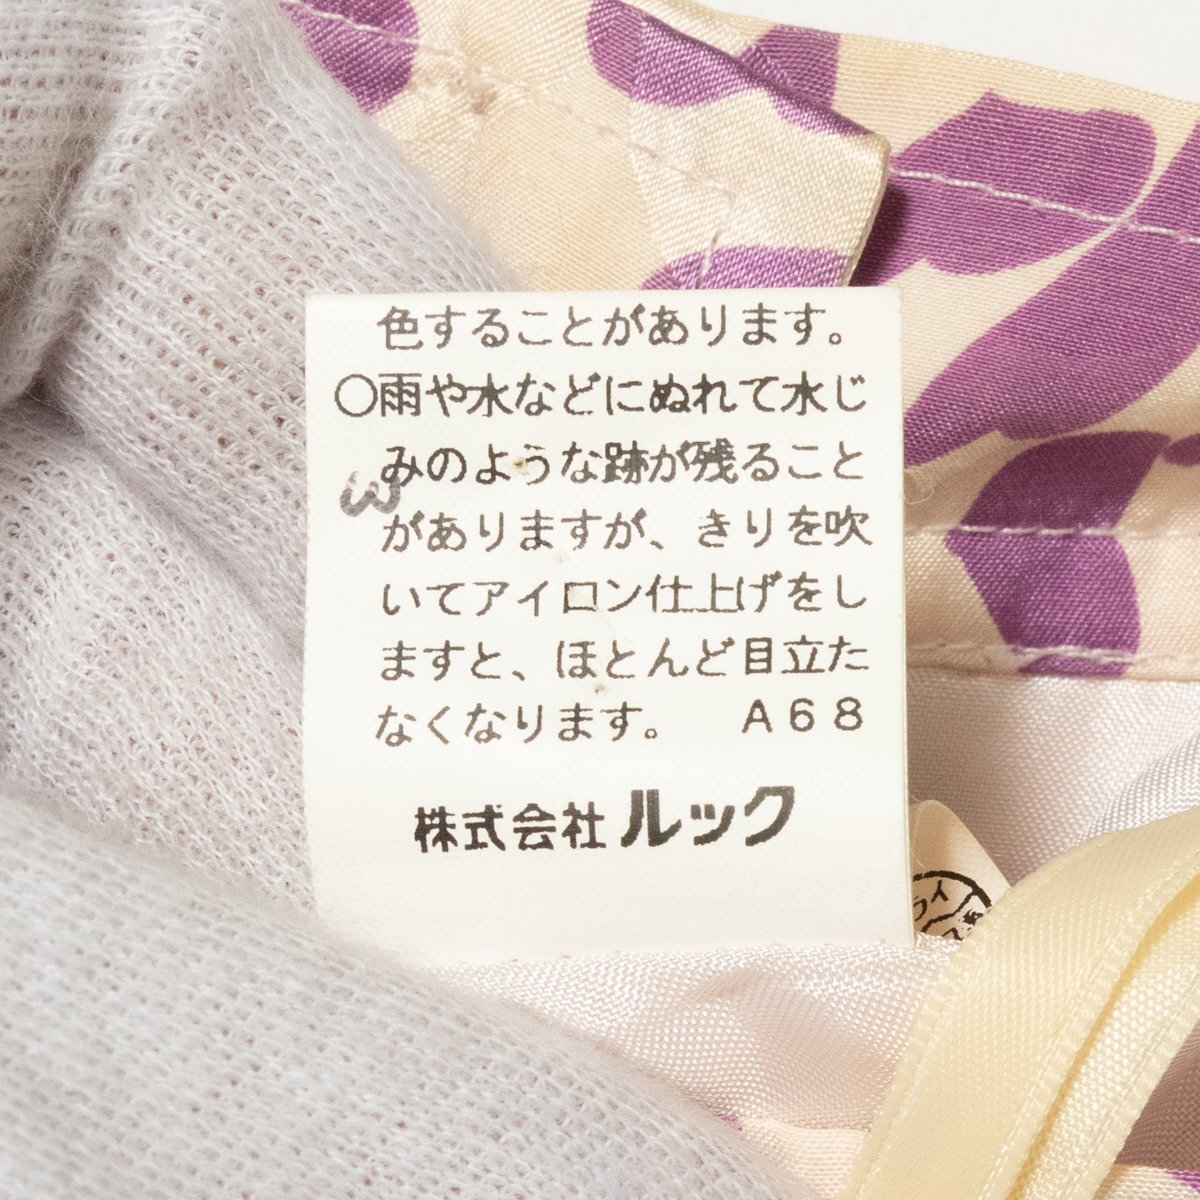 色することがあります。
○雨や水などにぬれて水じ
みのような跡が残ること
がありますが、きりを吹
いてアイロン仕上げをし
ますと、ほとんど目立た
なくなります。 A68
株式会社ルック